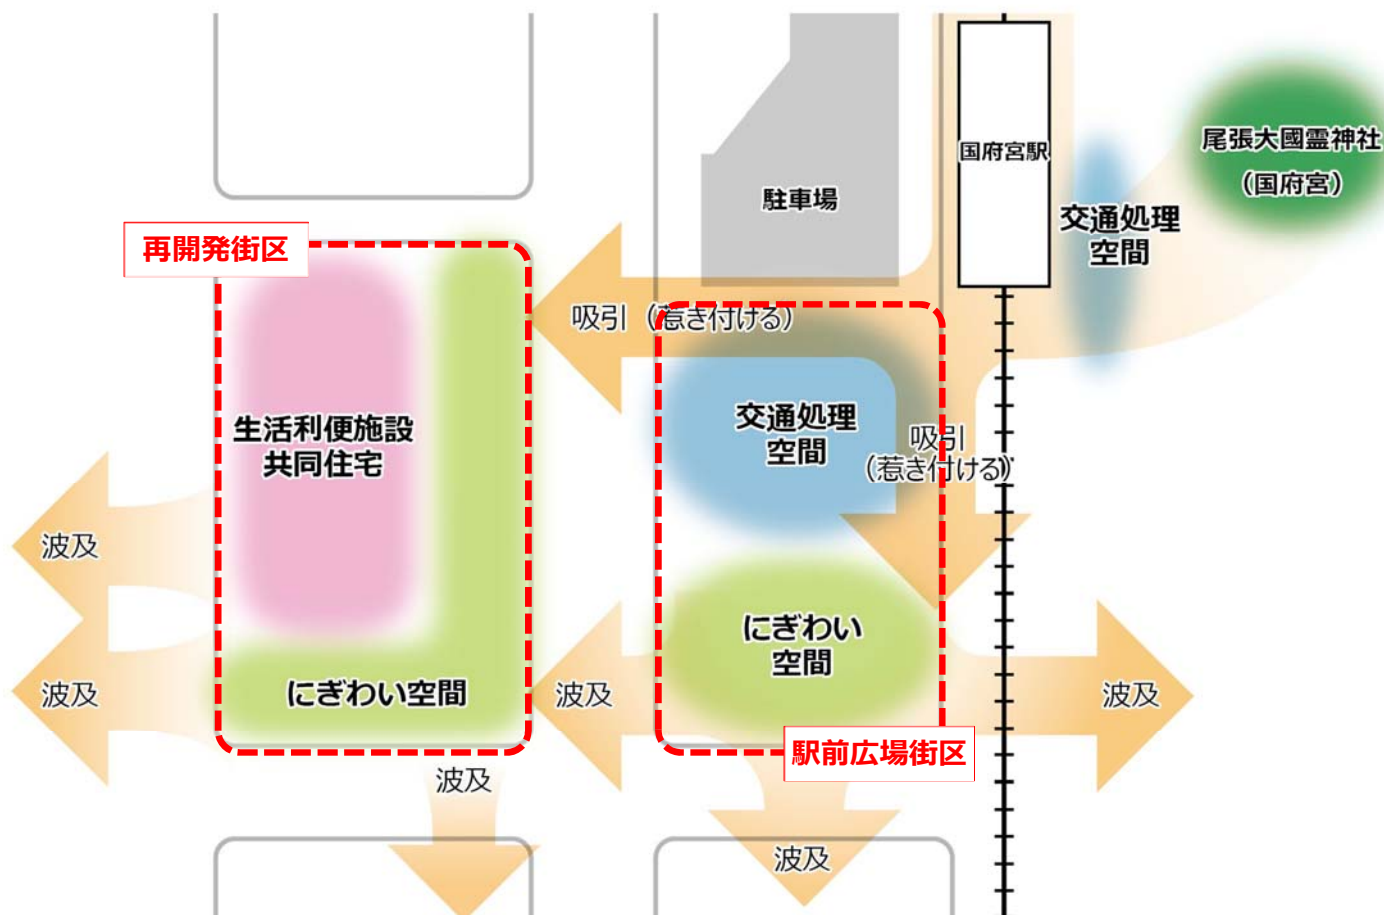 国府宮駅
尾張大國霊神社
（国府宮）
駐車場
交通処理
空間
再開発街区
吸引（惹き付ける）
生活利便施設
共同住宅
交通処理
空間
吸引
（惹き付ける）
波及
にぎわい
空間
波及
にぎわい空間
波及
波及
駅前広場街区
波及
波及